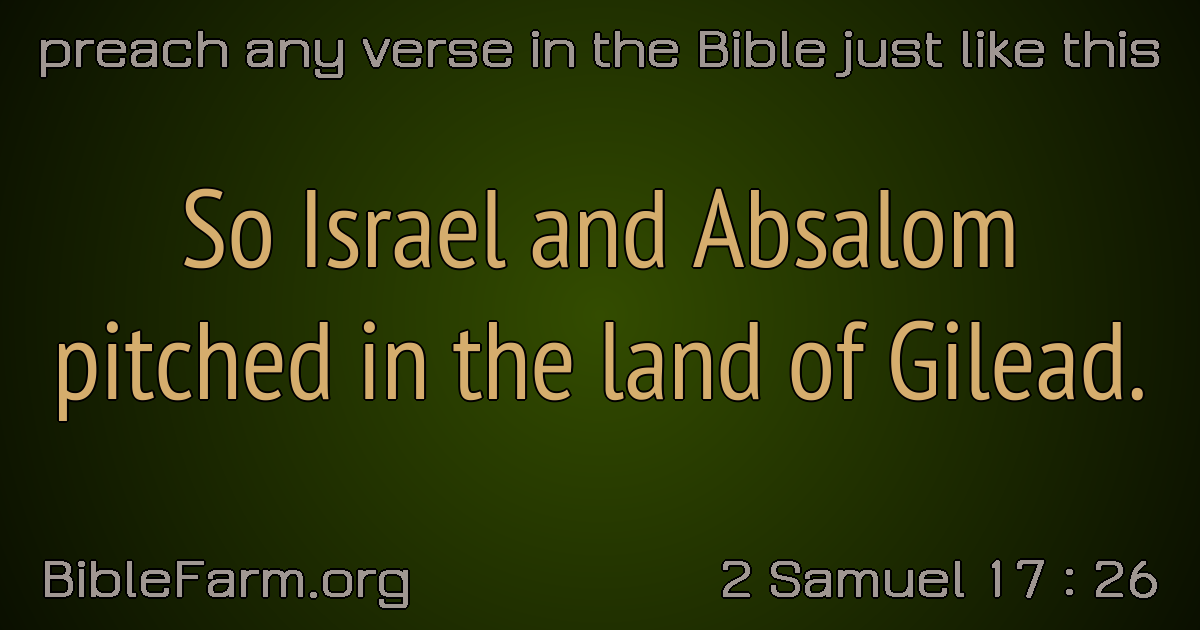 preach any verse in the Bible just like this
So Israel and Absalom
pitched in the land of Gilead.
BibleFarm.org
2 Samuel 17 : 26